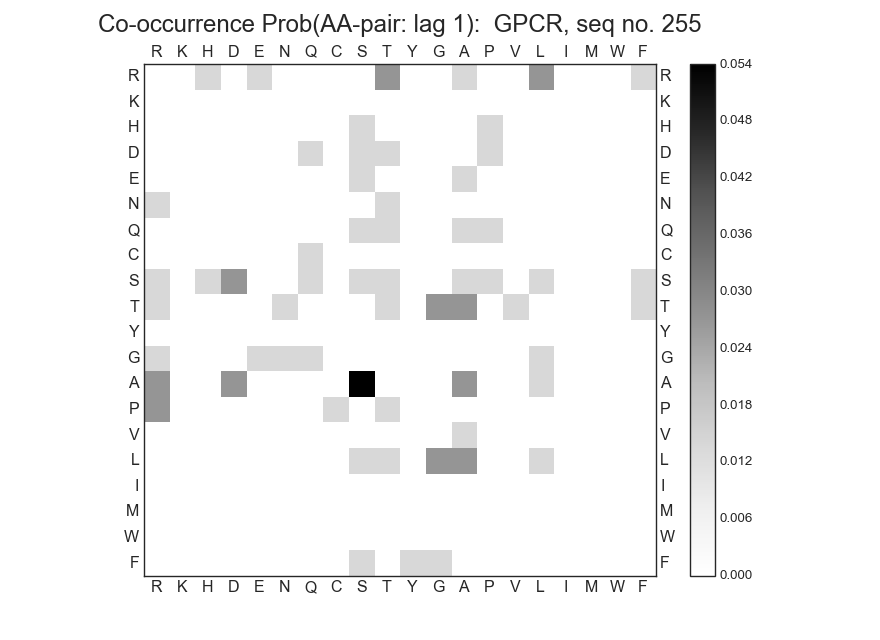 Co-occurrence Prob(AA-pair: lag 1):  GPCR, seq no. 255
R K H D E N Q C S T Y G A P V L I M W F
R R 0.054
K K
H H 0.048
D D
E E 0.042
N N
Q Q 0.036
C C
S S 0.030
T T
Y Y
G G 0.024
A A
P P 0.018
V V
L L 0.012
I I
M M 0.006
W W
F F 0.000
R K H D E N Q C S T Y G A P V L I M W F